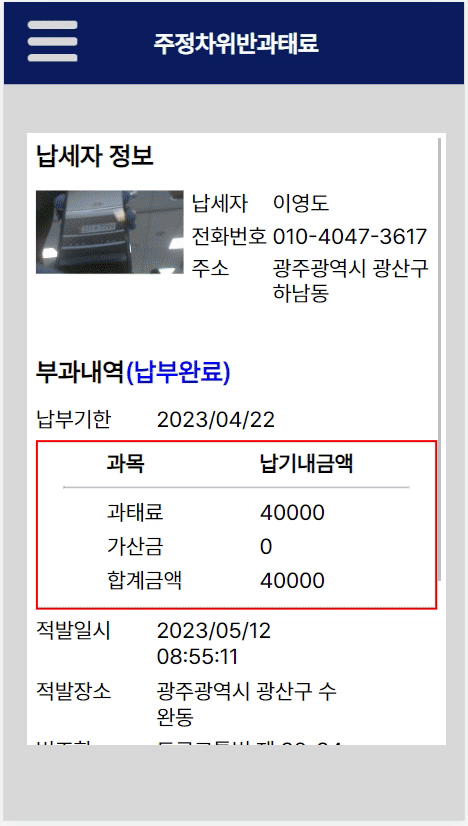 주정차위반과태료
납세자 정보
납세자 이영도
전화번호 010-4047-3617
주소 광주광역시 광산구
하남동
부과내역(납부완료)
납부기한 2023/04/22
과목 납기내금액
과태료 40000
가산금 0
합계금액 40000
적발일시 2023/05/12
08:55:11
적발장소 광주광역시 광산구 수
완동